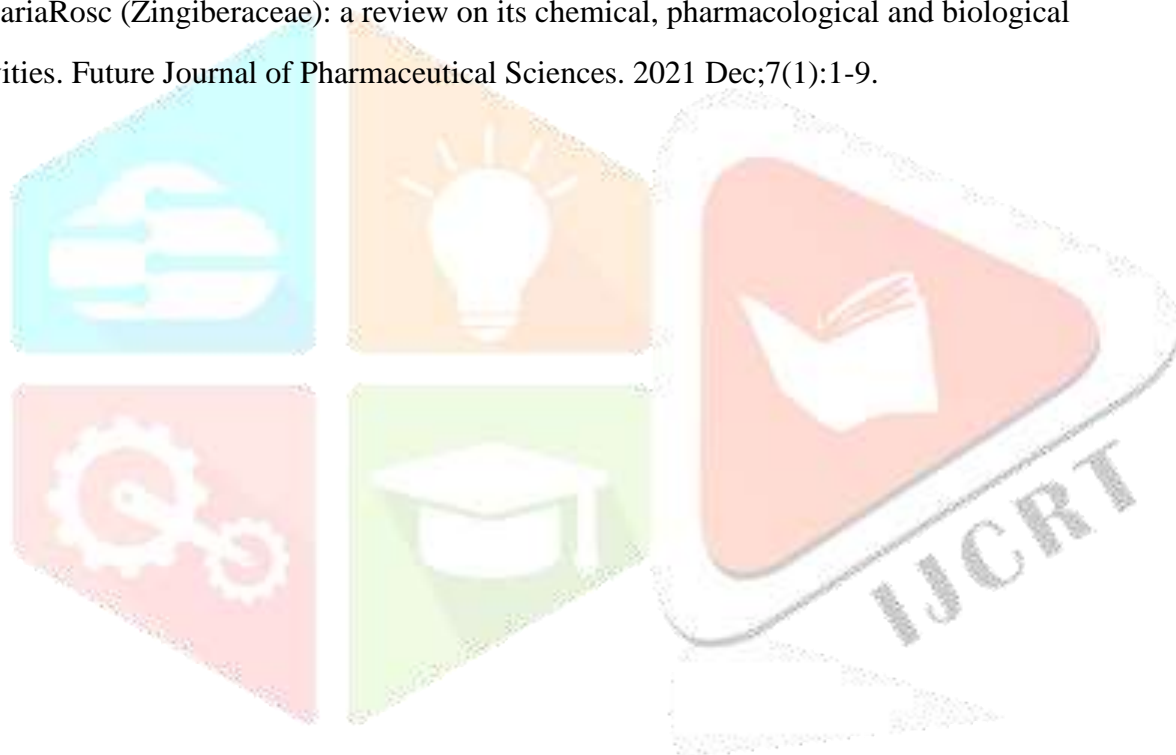 ariaRosc (Zingiberaceae): a review on its chemical, pharmacological and biological
ities. Future Journal of Pharmaceutical Sciences. 2021 Dec;7(1):1-9.
IJCRT